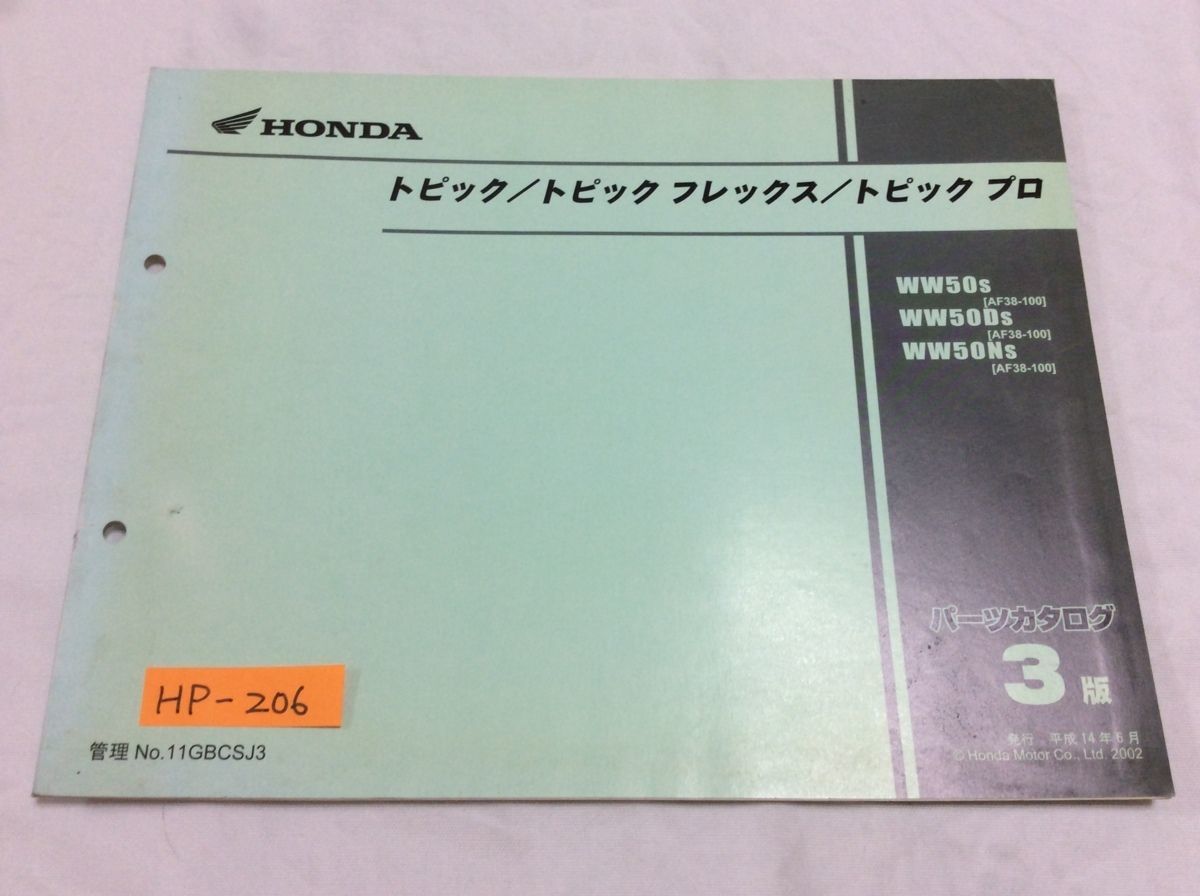 HONDA
トピック／トピック フレックス／トピック プロ
WW50S
[AF38-100]
WW50DS
[AF38-100]
WW50NS
[AF38-100]
パーツカタログ
3版
HP-206
管理 No.11GBCSJ3
発行 平成14年6月
© Honda Motor Co., Ltd. 2002